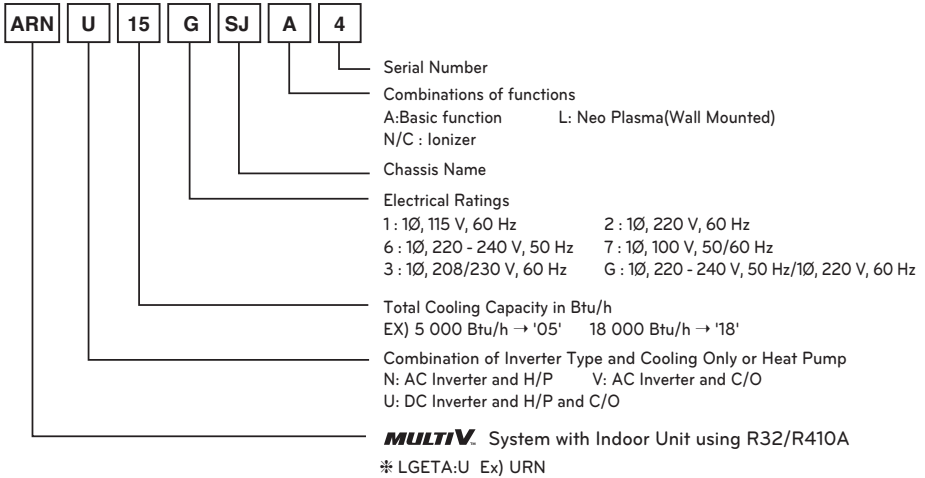 ARN U 15 G SJ A 4
Serial Number
Combinations of functions
A:Basic function L: Neo Plasma(Wall Mounted)
N/C : Ionizer
Chassis Name
Electrical Ratings
1 : 1Ø, 115 V, 60 Hz 2 : 1Ø, 220 V, 60 Hz
6 : 1Ø, 220 - 240 V, 50 Hz 7 : 1Ø, 100 V, 50/60 Hz
3 : 1Ø, 208/230 V, 60 Hz G : 1Ø, 220 - 240 V, 50 Hz/1Ø, 220 V, 60 Hz
Total Cooling Capacity in Btu/h
EX) 5 000 Btu/h → '05' 18 000 Btu/h → '18'
Combination of Inverter Type and Cooling Only or Heat Pump
N: AC Inverter and H/P V: AC Inverter and C/O
U: DC Inverter and H/P and C/O
MULTI V™ System with Indoor Unit using R32/R410A
❈ LGETA:U Ex) URN